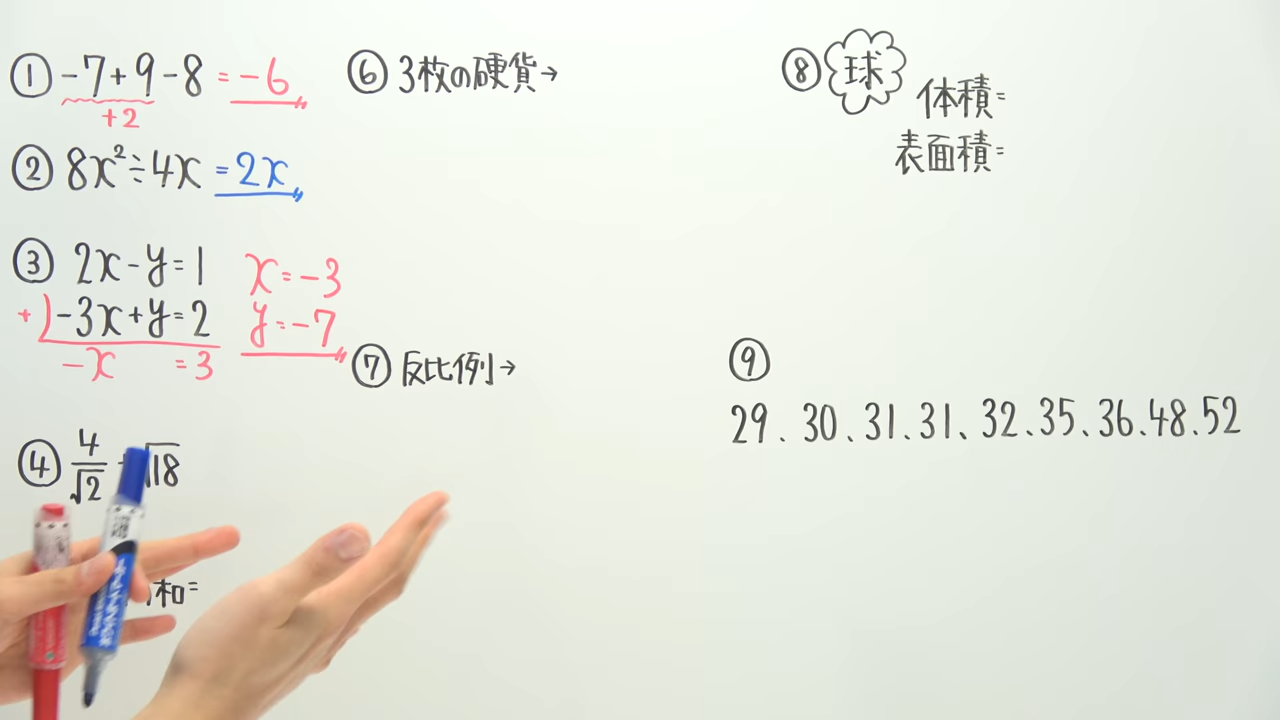 ① -7+9-8 = -6
+2
② 8x²÷4x = 2x
③ 2x-y=1
+) -3x+y=2
-x =3
x=-3
y=-7
④ 4/√2 √18
和=
⑥ 3枚の硬貨→
⑦ 反比例→
⑧ 球 体積=
表面積=
⑨
29、30、31、31、32、35、36、48、52